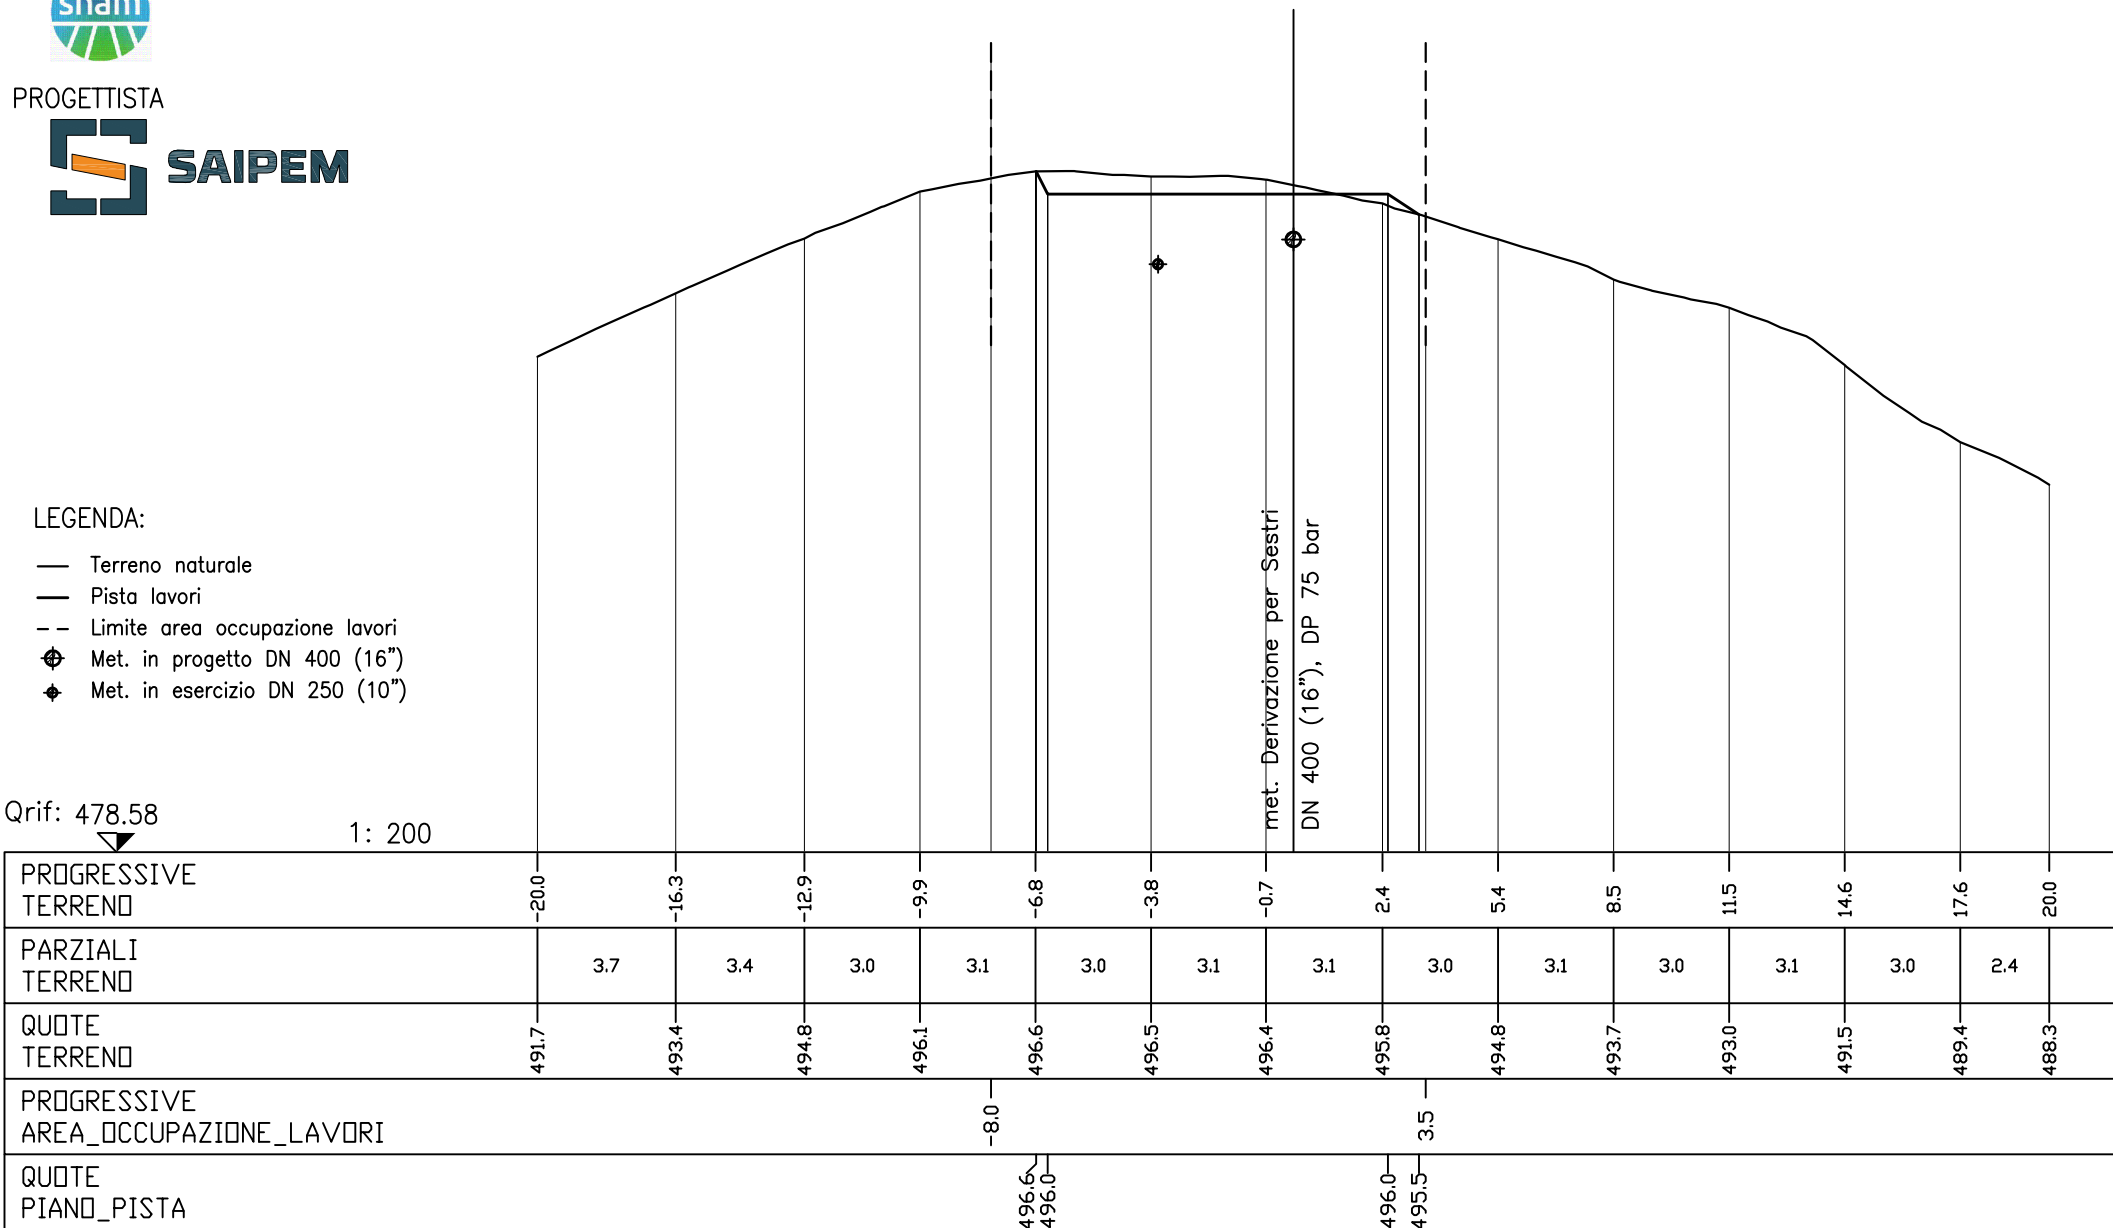 snam
PROGETTISTA
SAIPEM
LEGENDA:
Terreno naturale
Pista lavori
Limite area occupazione lavori
Met. in progetto DN 400 (16")
Met. in esercizio DN 250 (10")
met. Derivazione per Sestri
DN 400 (16"), DP 75 bar
Qrif: 478.58
1: 200
PROGRESSIVE
TERRENO
-20.0 -16.3 -12.9 -9.9 -6.8 -3.8 -0.7 2.4 5.4 8.5 11.5 14.6 17.6 20.0
PARZIALI
TERRENO
3.7 3.4 3.0 3.1 3.0 3.1 3.1 3.0 3.1 3.0 3.1 3.0 2.4
QUOTE
TERRENO
491.7 493.4 494.8 496.1 496.6 496.5 496.4 495.8 494.8 493.7 493.0 491.5 489.4 488.3
PROGRESSIVE
AREA_OCCUPAZIONE_LAVORI
-8.0 3.5
QUOTE
PIANO_PISTA
496.6 496.0 496.0 495.5